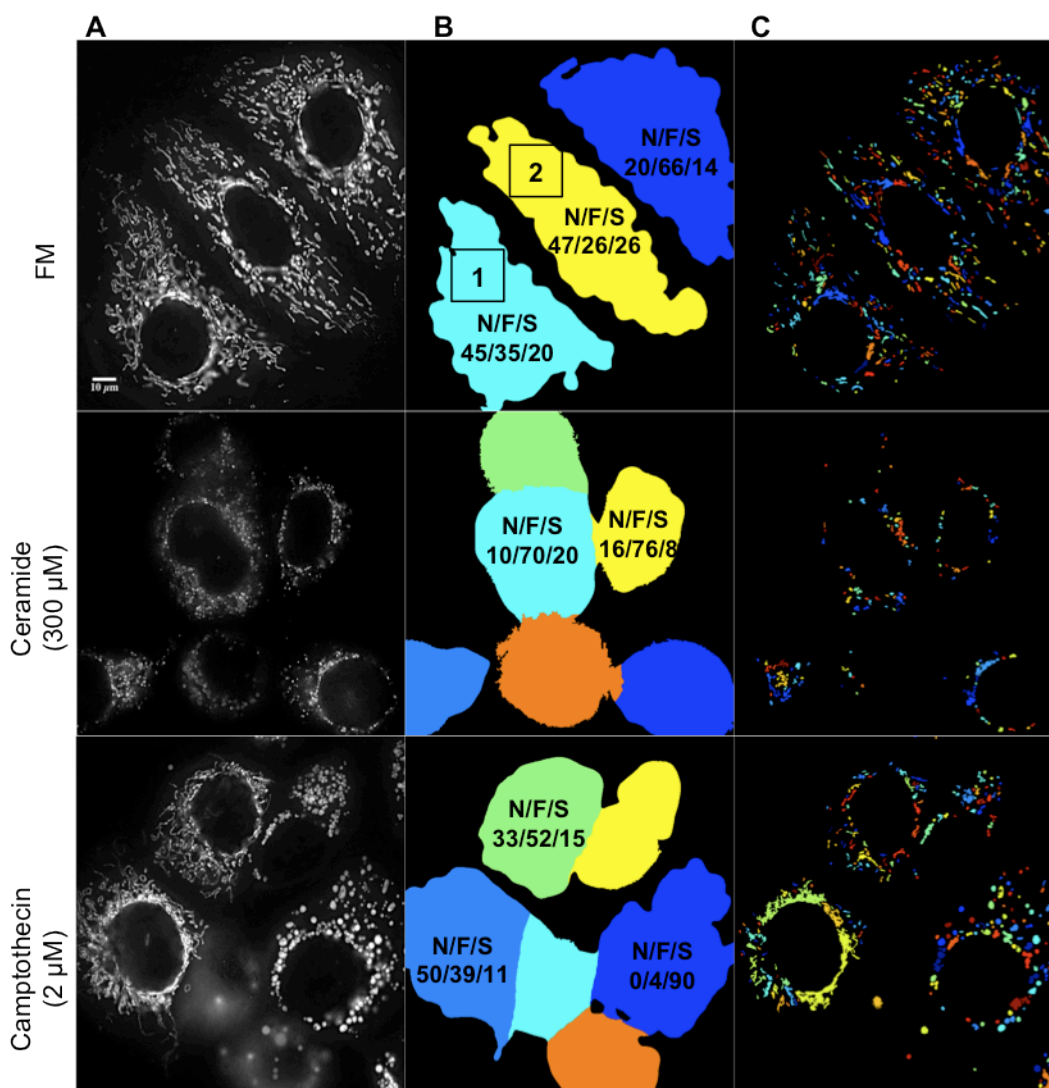 A B C
FM
10 μm
N/F/S
20/66/14
2
N/F/S
47/26/26
1
N/F/S
45/35/20
Ceramide
(300 μM)
N/F/S
10/70/20
N/F/S
16/76/8
Camptothecin
(2 μM)
N/F/S
33/52/15
N/F/S
50/39/11
N/F/S
0/4/90